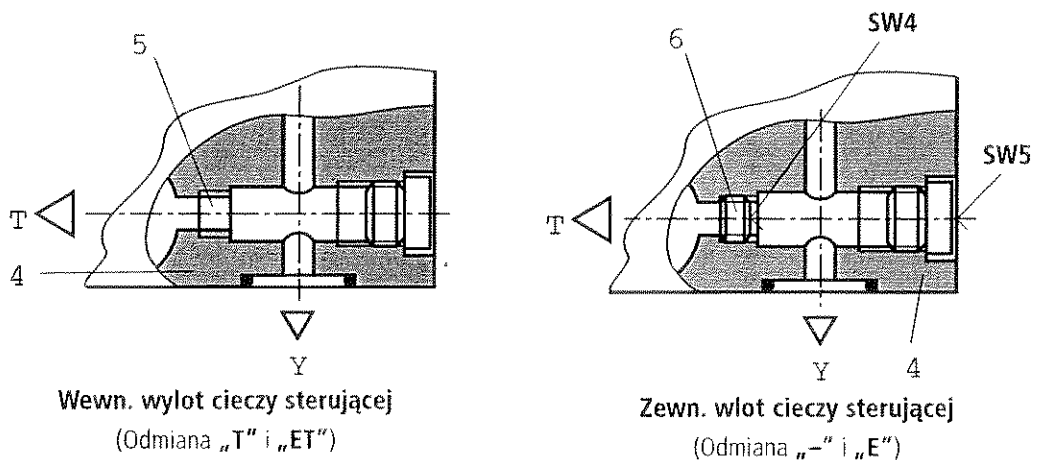 5
T
4
Y
Wewn. wylot cieczy sterującej
(Odmiana „T” i „ET”)
6
SW4
SW5
T
4
Y
Zewn. wlot cieczy sterującej
(Odmiana „–” i „E”)